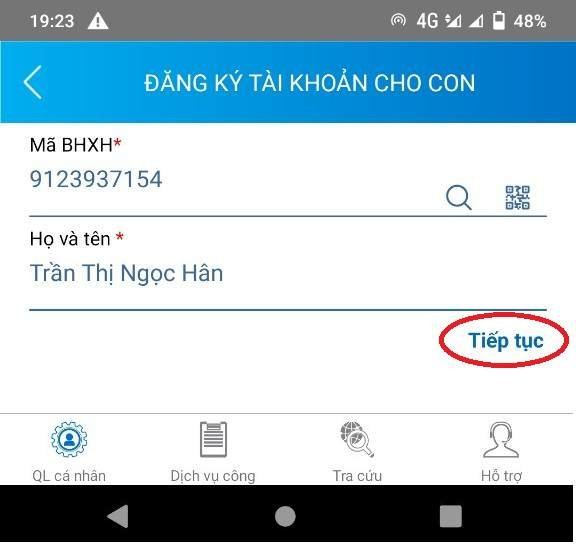 19:23 4G 48%
ĐĂNG KÝ TÀI KHOẢN CHO CON
Mã BHXH*
9123937154
Họ và tên *
Trần Thị Ngọc Hân
Tiếp tục
QL cá nhân Dịch vụ công Tra cứu Hỗ trợ